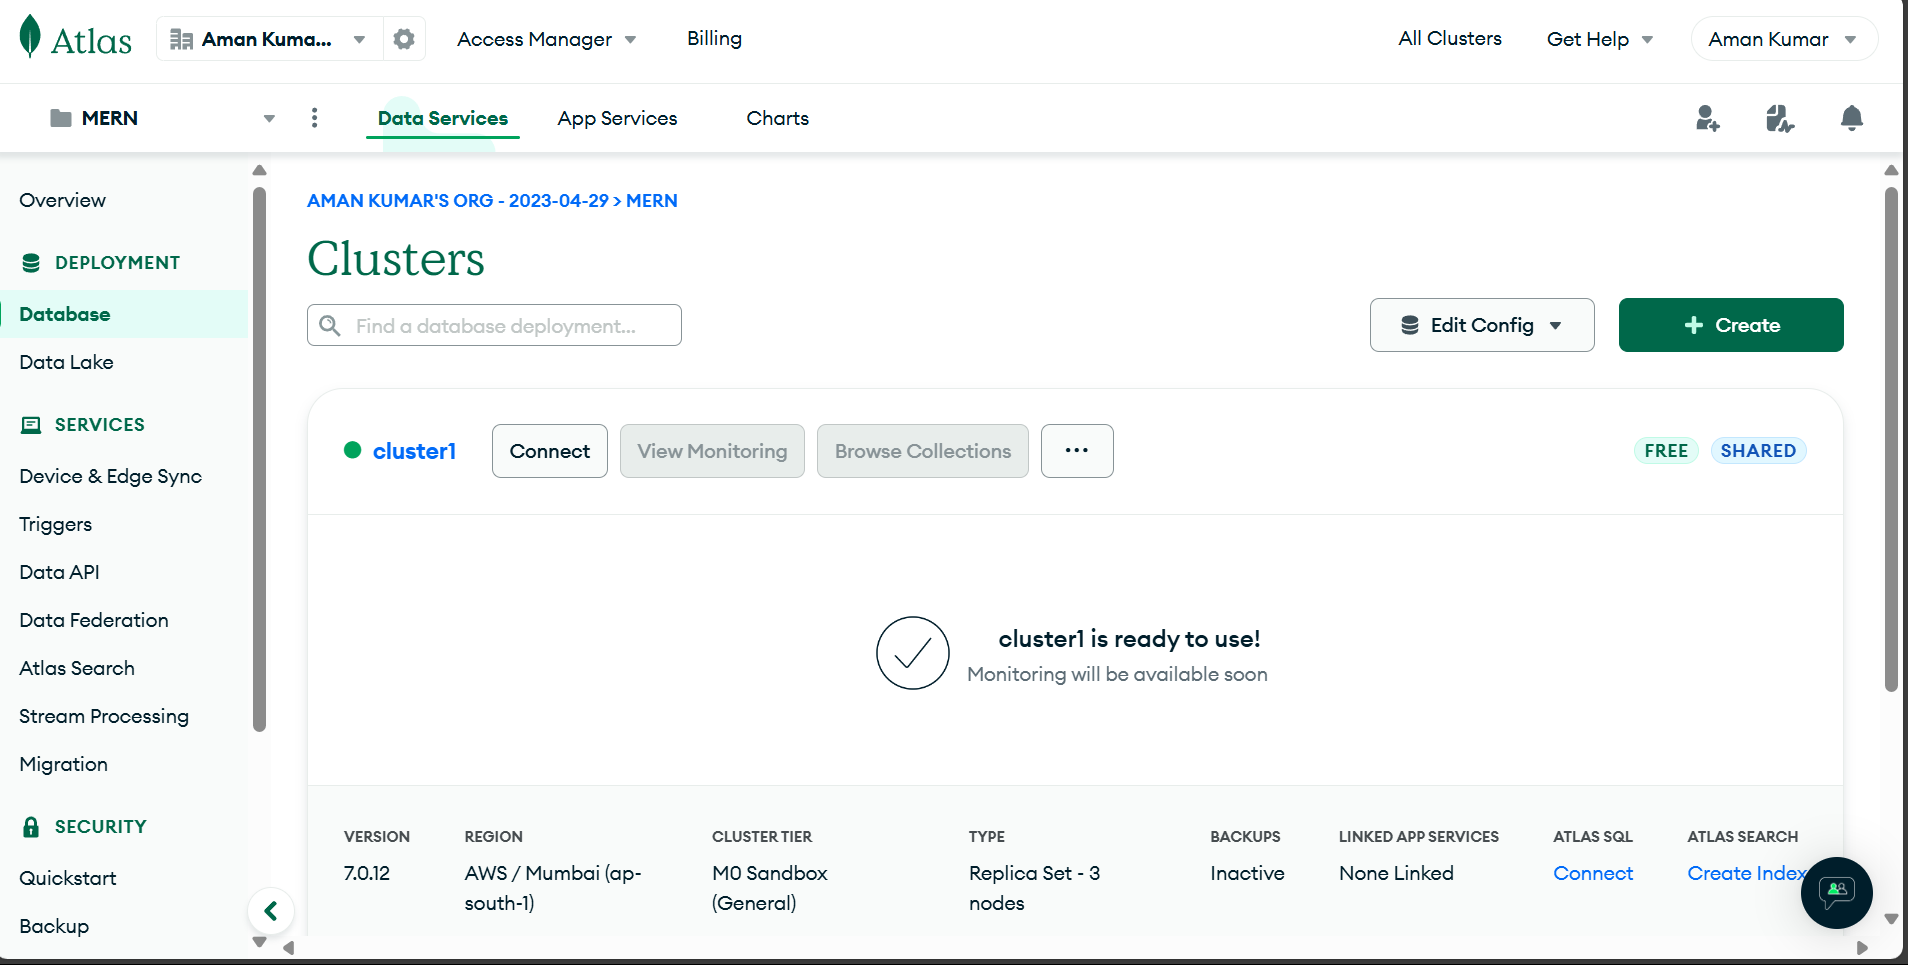 Atlas
Aman Kuma...
Access Manager
Billing
All Clusters
Get Help
Aman Kumar
MERN
Data Services
App Services
Charts
Overview
DEPLOYMENT
Database
Data Lake
SERVICES
Device & Edge Sync
Triggers
Data API
Data Federation
Atlas Search
Stream Processing
Migration
SECURITY
Quickstart
Backup
AMAN KUMAR'S ORG - 2023-04-29 > MERN
Clusters
Find a database deployment...
Edit Config
+ Create
cluster1
Connect
View Monitoring
Browse Collections
...
FREE
SHARED
cluster1 is ready to use!
Monitoring will be available soon
VERSION
7.0.12
REGION
AWS / Mumbai (ap-
south-1)
CLUSTER TIER
M0 Sandbox
(General)
TYPE
Replica Set - 3
nodes
BACKUPS
Inactive
LINKED APP SERVICES
None Linked
ATLAS SQL
Connect
ATLAS SEARCH
Create Index